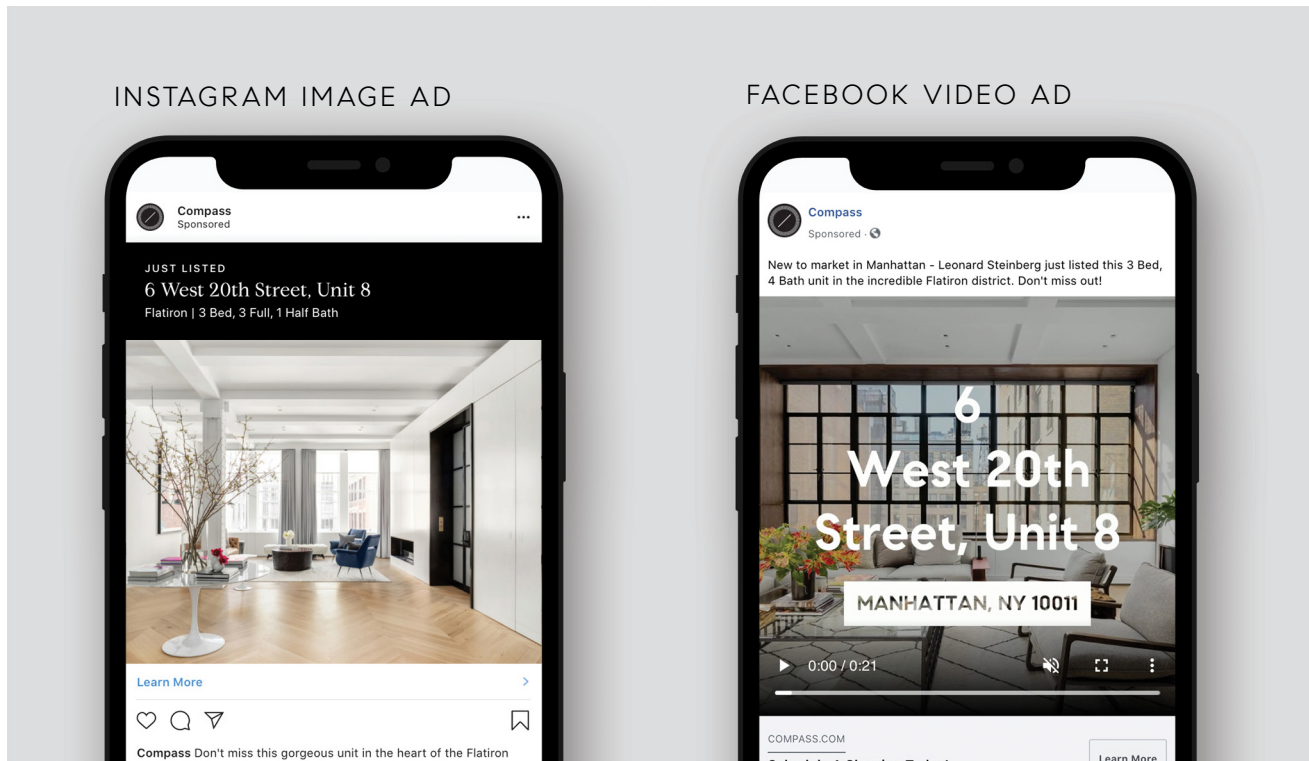 INSTAGRAM IMAGE AD
Compass
Sponsored
JUST LISTED
6 West 20th Street, Unit 8
Flatiron | 3 Bed, 3 Full, 1 Half Bath
Learn More
Compass Don't miss this gorgeous unit in the heart of the Flatiron
FACEBOOK VIDEO AD
Compass
Sponsored ·
New to market in Manhattan - Leonard Steinberg just listed this 3 Bed,
4 Bath unit in the incredible Flatiron district. Don't miss out!
6
West 20th
Street, Unit 8
MANHATTAN, NY 10011
0:00 / 0:21
COMPASS.COM
Learn More